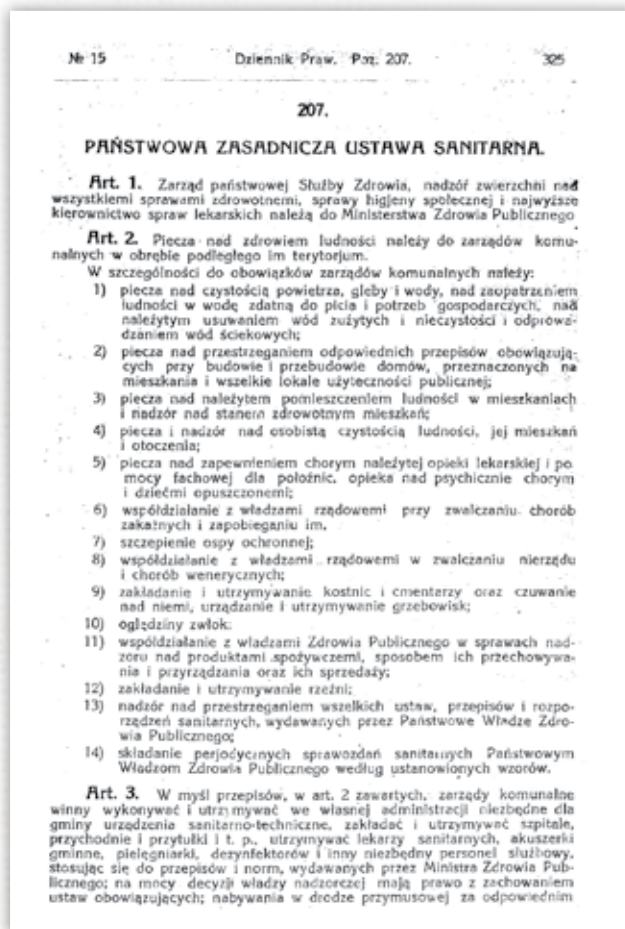 № 15 Dziennik Praw. Poz. 207. 325
207.
PAŃSTWOWA ZASADNICZA USTAWA SANITARNA.
Art. 1. Zarząd państwowej Służby Zdrowia, nadzór zwierzchni nad
wszystkiemi sprawami zdrowotnemi, sprawy higjeny społecznej i najwyższe
kierownictwo spraw lekarskich należą do Ministerstwa Zdrowia Publicznego
Art. 2. Piecza nad zdrowiem ludności należy do zarządów komu-
nalnych w obrębie podległego im terytorjum.
W szczególności do obowiązków zarządów komunalnych należy:
1) piecza nad czystością powietrza, gleby i wody, nad zaopatrzeniem
ludności w wodę zdatną do picia i potrzeb gospodarczych, nad
należytym usuwaniem wód zużytych i nieczystości i odprowa-
dzaniem wód ściekowych;
2) piecza nad przestrzeganiem odpowiednich przepisów obowiązują-
cych przy budowie i przebudowie domów, przeznaczonych na
mieszkania i wszelkie lokale użyteczności publicznej;
3) piecza nad należytem pomieszczeniem ludności w mieszkaniach
i nadzór nad stanem zdrowotnym mieszkań;
4) piecza i nadzór nad osobistą czystością ludności, jej mieszkań
i otoczenia;
5) piecza nad zapewnieniem chorym należytej opieki lekarskiej i po
mocy fachowej dla położnic, opieka nad psychicznie chorym
i dziećmi opuszczonemi;
6) współdziałanie z władzami rządowemi przy zwalczaniu chorób
zakaźnych i zapobieganiu im,
7) szczepienie ospy ochronnej;
8) współdziałanie z władzami rządowemi w zwalczaniu nierządu
i chorób wenerycznych;
9) zakładanie i utrzymywanie kostnic i cmentarzy oraz czuwanie
nad niemi, urządzanie i utrzymywanie grzebowisk;
10) oględziny zwłok;
11) współdziałanie z władzami Zdrowia Publicznego w sprawach nad-
zoru nad produktami spożywczemi, sposobem ich przechowywa-
nia i przyrządzania oraz ich sprzedaży;
12) zakładanie i utrzymywanie rzeźni;
13) nadzór nad przestrzeganiem wszelkich ustaw, przepisów i rozpo-
rządzeń sanitarnych, wydawanych przez Państwowe Władze Zdro-
wia Publicznego;
14) składanie perjodycznych sprawozdań sanitarnych Państwowym
Władzom Zdrowia Publicznego według ustanowionych wzorów.
Art. 3. W myśl przepisów, w art. 2 zawartych, zarządy komunalne
winny wykonywać i utrzymywać we własnej administracji niezbędne dla
gminy urządzenia sanitarno-techniczne, zakładać i utrzymywać szpitale,
przychodnie i przytułki i t. p., utrzymywać lekarzy sanitarnych, akuszerki
gminne, pielęgniarki, dezynfektorów i inny niezbędny personel służbowy,
stosując się do przepisów i norm, wydawanych przez Ministra Zdrowia Pub-
licznego; na mocy decyzji władzy nadzorczej mają prawo z zachowaniem
ustaw obowiązujących; nabywania w drodze przymusowej za odpowiednim